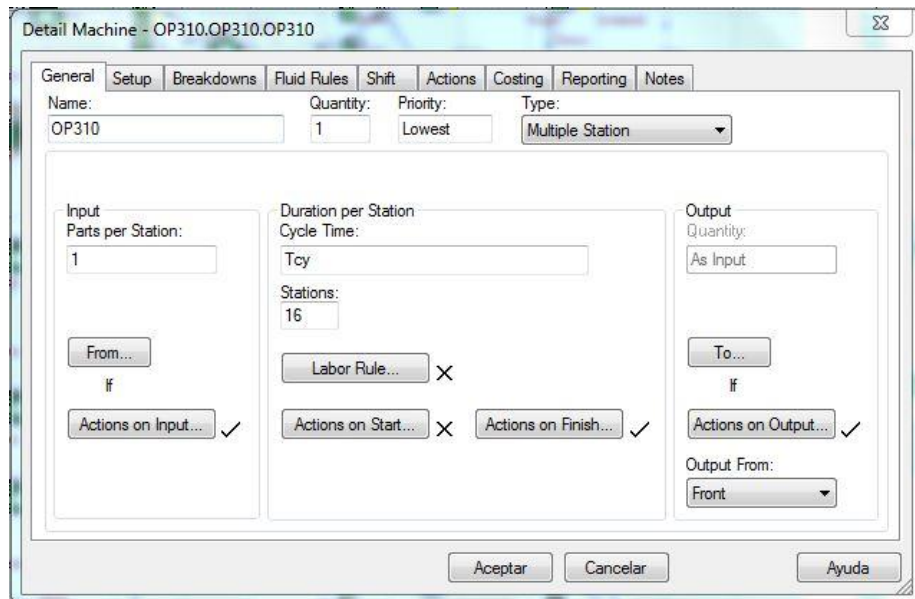 Detail Machine - OP310.OP310.OP310
General Setup Breakdowns Fluid Rules Shift Actions Costing Reporting Notes
Name: Quantity: Priority: Type:
OP310 1 Lowest Multiple Station
Input Duration per Station Output
Parts per Station: Cycle Time: Quantity:
1 Tcy As Input
Stations:
16
From... To...
Labor Rule...
If If
Actions on Input... Actions on Start... Actions on Finish... Actions on Output...
Output From:
Front
Aceptar Cancelar Ayuda